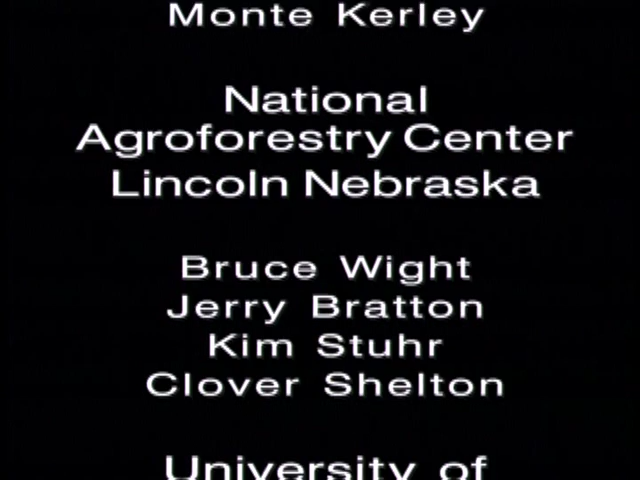 Monte Kerley
National
Agroforestry Center
Lincoln Nebraska
Bruce Wight
Jerry Bratton
Kim Stuhr
Clover Shelton
University of